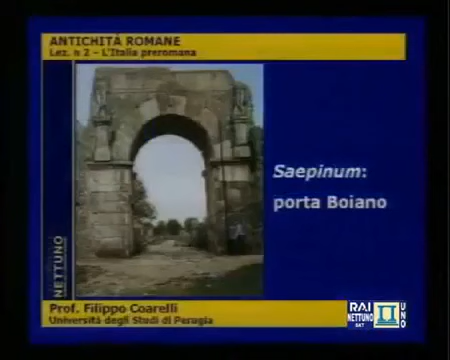 ANTICHITÀ ROMANE
Lez. n 2 - L'Italia preromana
Saepinum:
porta Boiano
NETTUNO
Prof. Filippo Coarelli
Università degli Studi di Perugia
RAI
NETTUNO
SAT
UNO